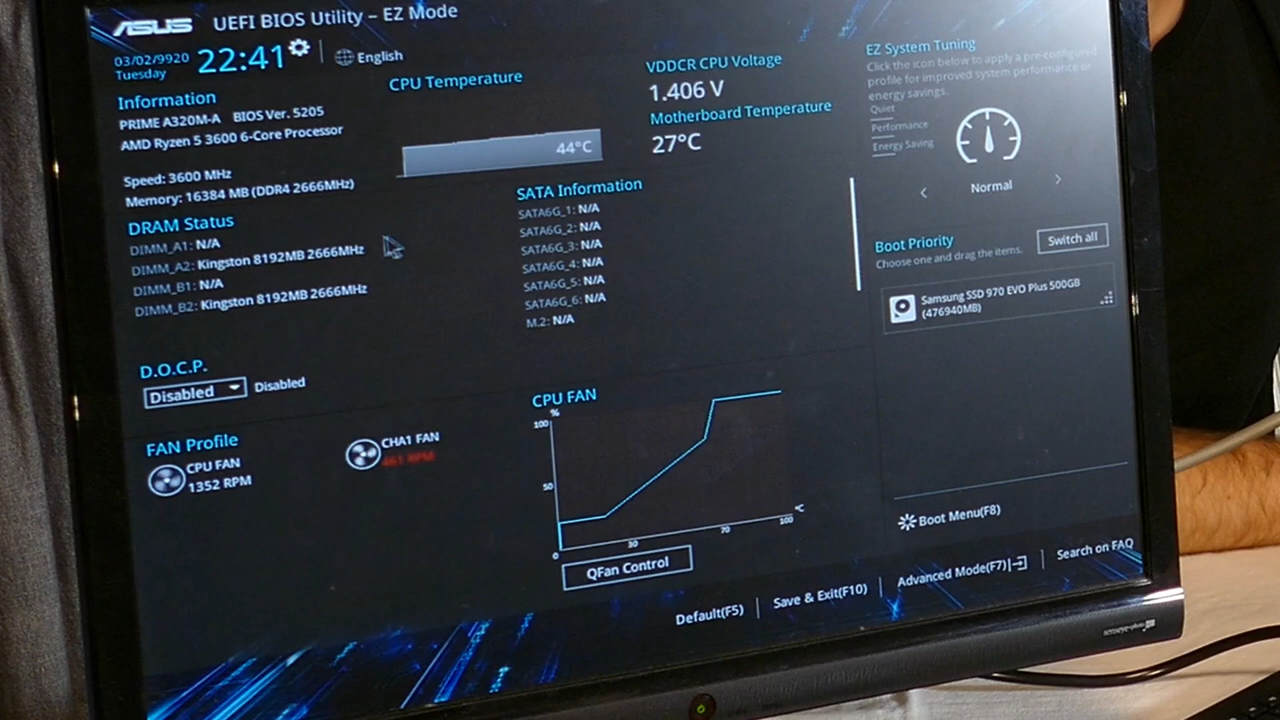 ASUS UEFI BIOS Utility – EZ Mode
03/02/9920
Tuesday
22:41
English
Information
PRIME A320M-A BIOS Ver. 5205
AMD Ryzen 5 3600 6-Core Processor
Speed: 3600 MHz
Memory: 16384 MB (DDR4 2666MHz)
CPU Temperature
44°C
VDDCR CPU Voltage
1.406 V
Motherboard Temperature
27°C
EZ System Tuning
Click the icon below to apply a pre-configured
profile for improved system performance or
energy savings.
Quiet
Performance
Energy Saving
Normal
DRAM Status
DIMM_A1: N/A
DIMM_A2: Kingston 8192MB 2666MHz
DIMM_B1: N/A
DIMM_B2: Kingston 8192MB 2666MHz
SATA Information
SATA6G_1: N/A
SATA6G_2: N/A
SATA6G_3: N/A
SATA6G_4: N/A
SATA6G_5: N/A
SATA6G_6: N/A
M.2: N/A
Boot Priority
Choose one and drag the items.
Switch all
Samsung SSD 970 EVO Plus 500GB
(476940MB)
D.O.C.P.
Disabled Disabled
FAN Profile
CPU FAN
1352 RPM
CHA1 FAN
461 RPM
CPU FAN
%
100
50
0
30
70
100
°C
QFan Control
Boot Menu(F8)
Default(F5)
Save & Exit(F10)
Advanced Mode(F7)
Search on FAQ